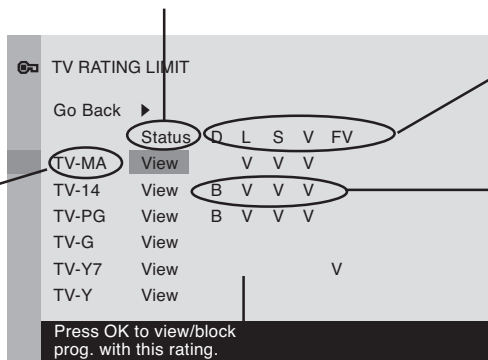 TV RATING LIMIT
Go Back
Status D L S V FV
TV-MA View V V V
TV-14 View B V V V
TV-PG View B V V V
TV-G View
TV-Y7 View V
TV-Y View
Press OK to view/block
prog. with this rating.